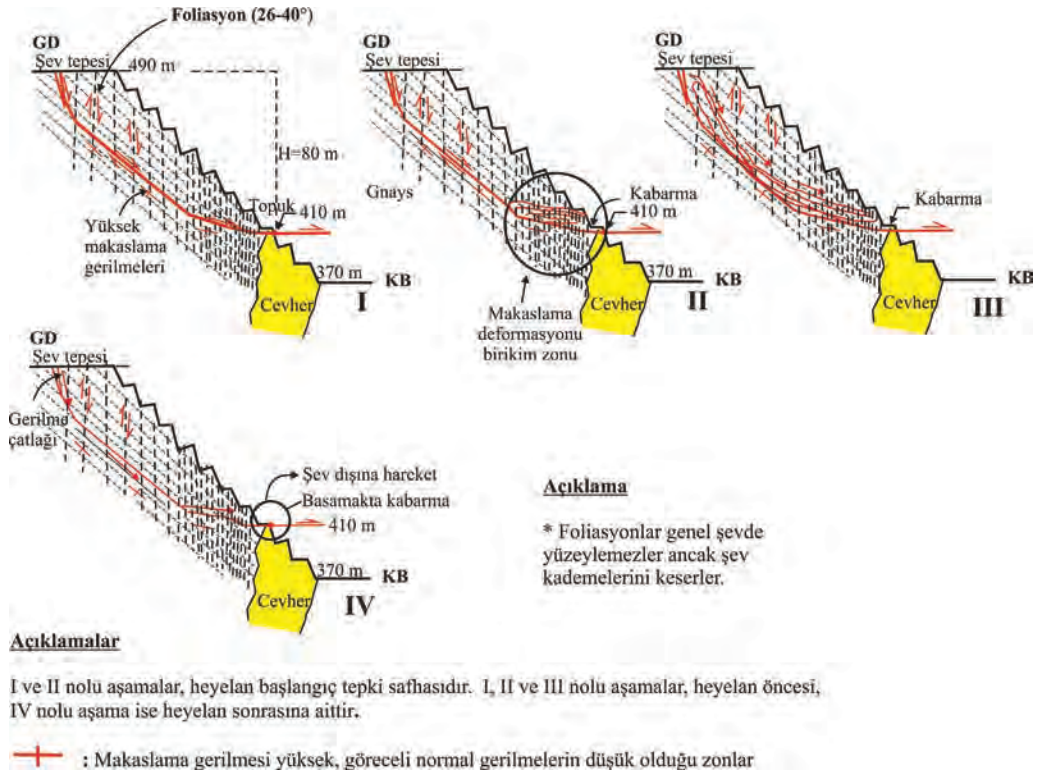 Foliasyon (26-40°)
GD
Şev tepesi
490 m
H=80 m
Topuk
410 m
Yüksek
makaslama
gerilmeleri
370 m
KB
Cevher
I
GD
Şev tepesi
Gnays
Kabarma
410 m
370 m
KB
Cevher
II
Makaslama
deformasyonu
birikim zonu
GD
Şev tepesi
Kabarma
KB
Cevher
III
GD
Şev tepesi
Gerilme
çatlağı
Şev dışına hareket
Basamakta kabarma
410 m
370 m
KB
Cevher
IV
Açıklama
* Foliasyonlar genel şevde
yüzeylemezler ancak şev
kademelerini keserler.
Açıklamalar
I ve II nolu aşamalar, heyelan başlangıç tepki safhasıdır. I, II ve III nolu aşamalar, heyelan öncesi,
IV nolu aşama ise heyelan sonrasına aittir.
: Makaslama gerilmesi yüksek, göreceli normal gerilmelerin düşük olduğu zonlar